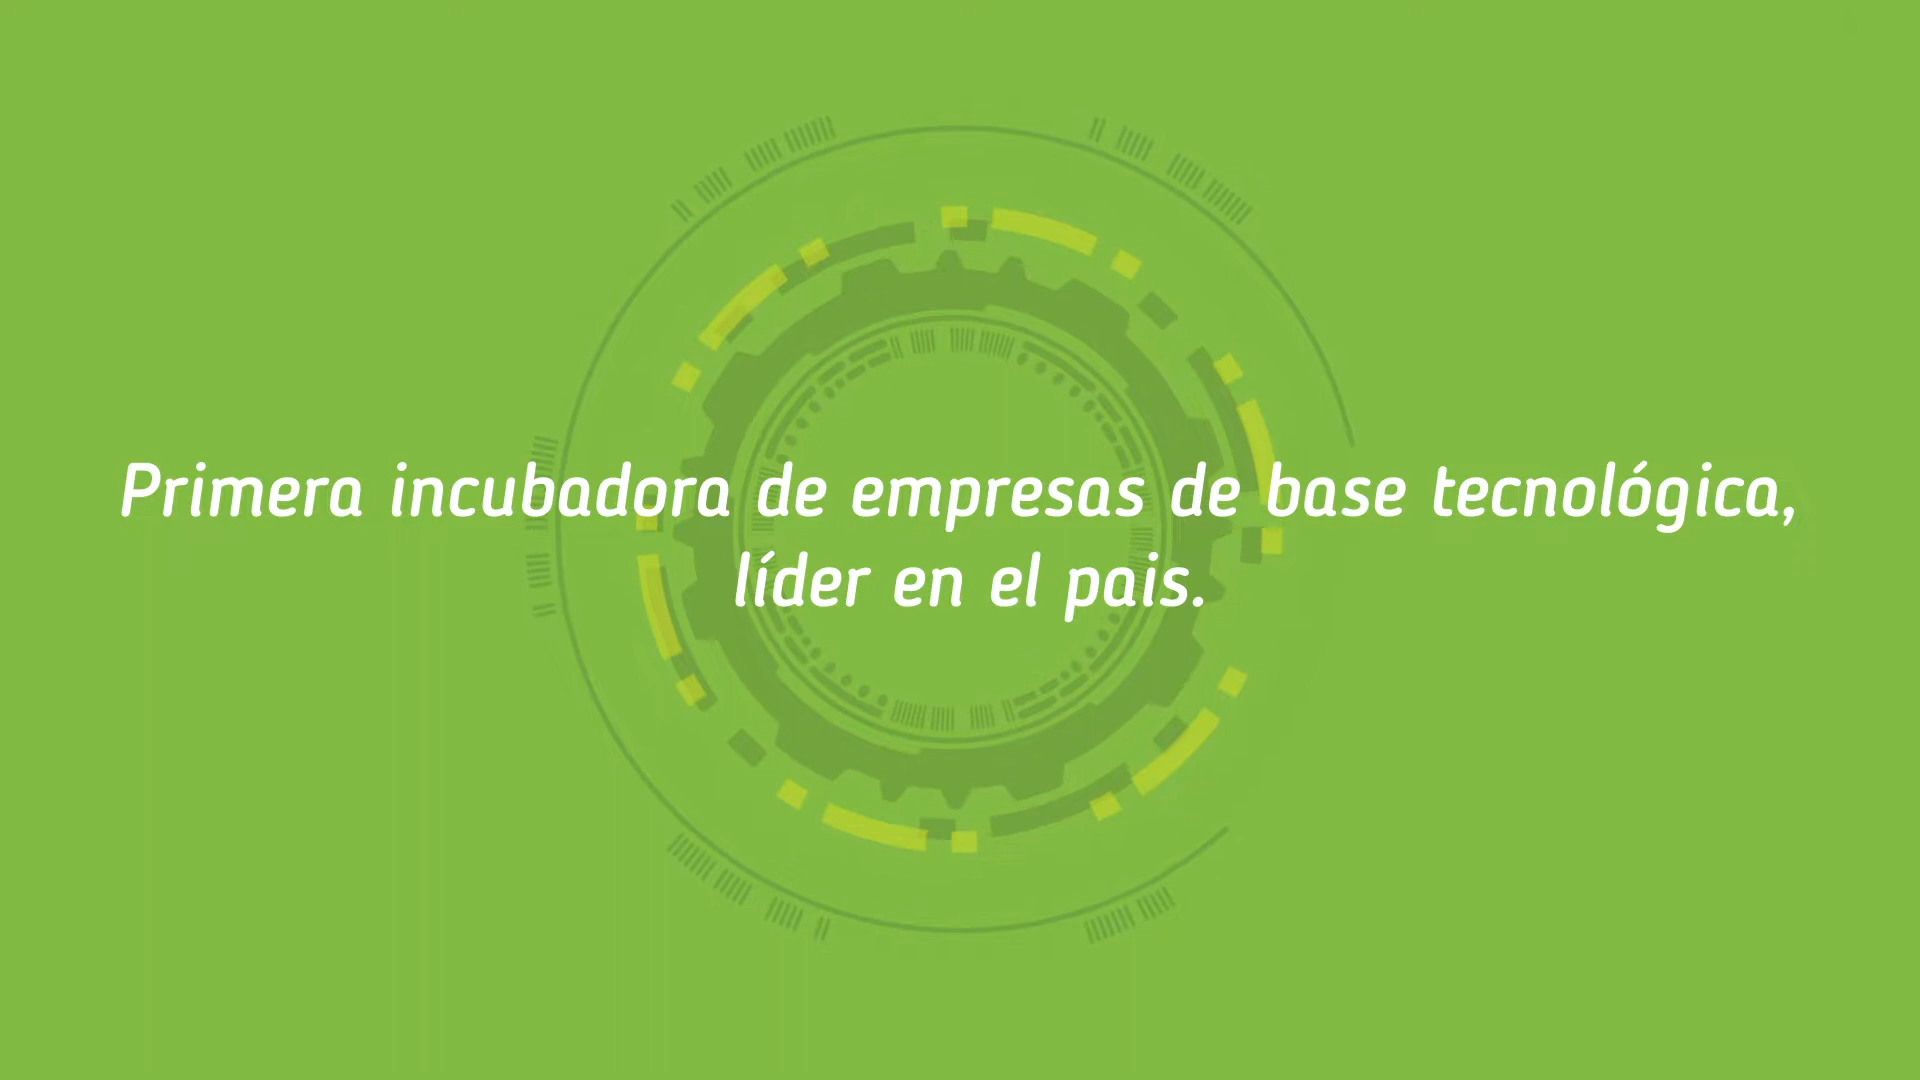 Primera incubadora de empresas de base tecnológica,
líder en el pais.